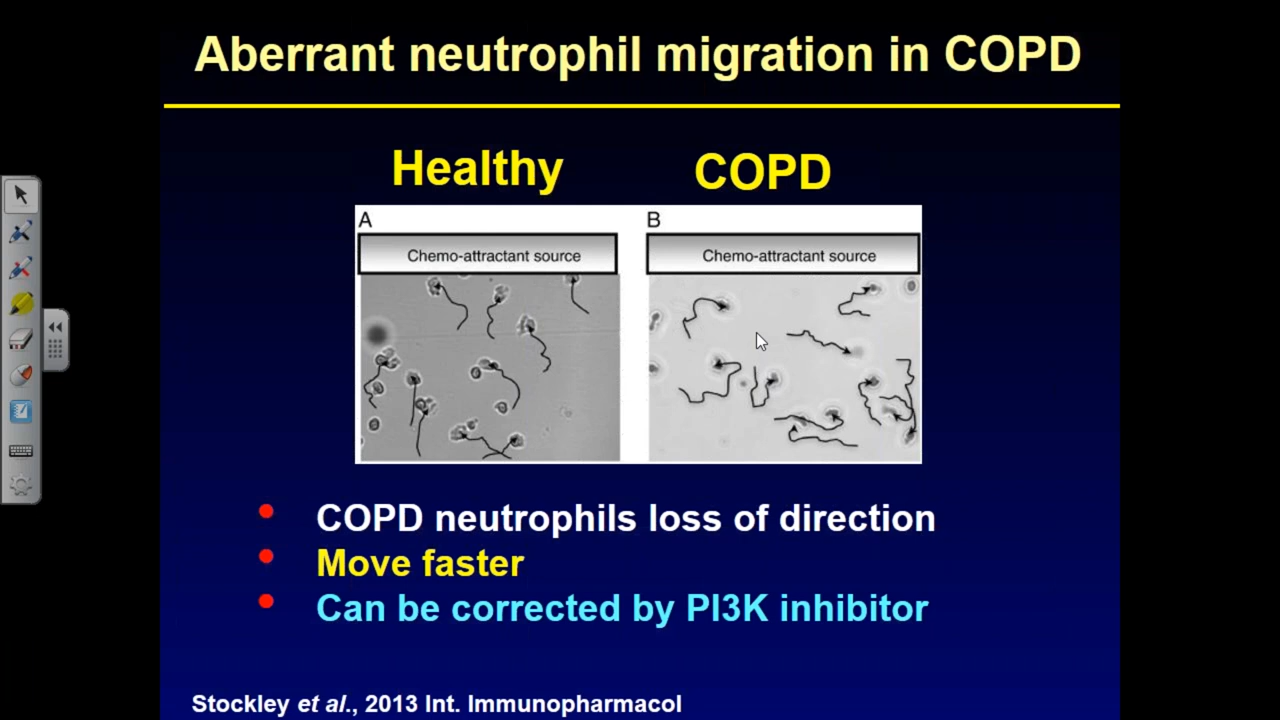 Aberrant neutrophil migration in COPD
Healthy
COPD
A
B
Chemo-attractant source
Chemo-attractant source
COPD neutrophils loss of direction
Move faster
Can be corrected by PI3K inhibitor
Stockley et al., 2013 Int. Immunopharmacol